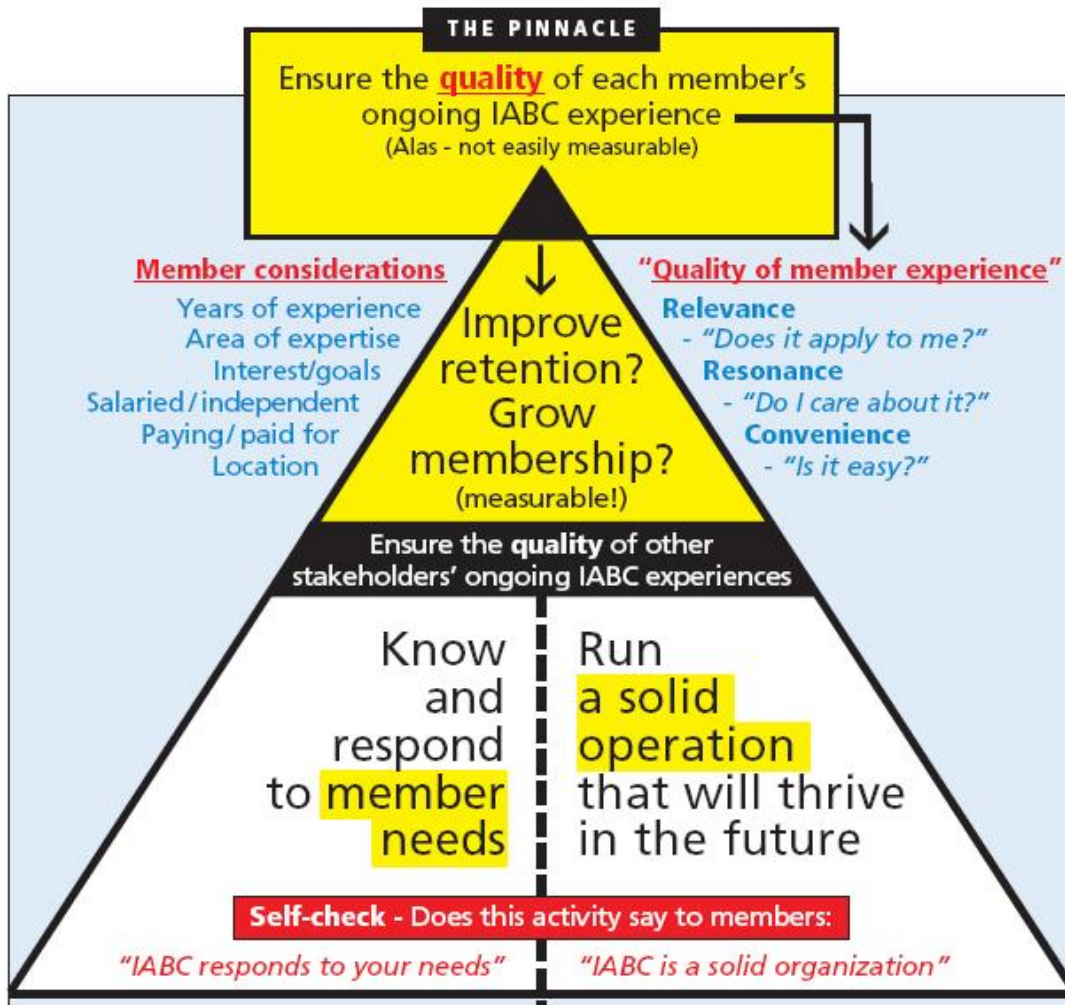 THE PINNACLE
Ensure the quality of each member's
ongoing IABC experience
(Alas - not easily measurable)
Member considerations
Years of experience
Area of expertise
Interest/goals
Salaried/independent
Paying/paid for
Location
Improve
retention?
Grow
membership?
(measurable!)
"Quality of member experience"
Relevance
- "Does it apply to me?"
Resonance
- "Do I care about it?"
Convenience
- "Is it easy?"
Ensure the quality of other
stakeholders' ongoing IABC experiences
Know
and
respond
to member
needs
Run
a solid
operation
that will thrive
in the future
Self-check - Does this activity say to members:
"IABC responds to your needs"
"IABC is a solid organization"